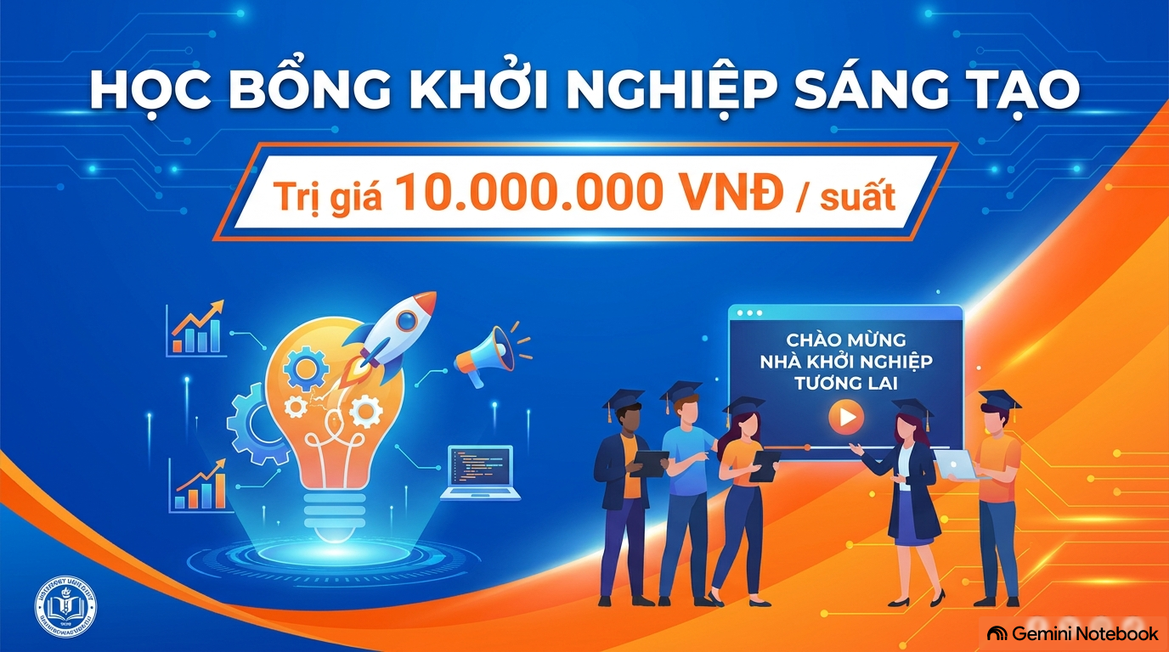 HỌC BỔNG KHỞI NGHIỆP SÁNG TẠO
Trị giá 10.000.000 VNĐ / suất
CHÀO MỪNG
NHÀ KHỞI NGHIỆP
TƯƠNG LAI
Gemini Notebook